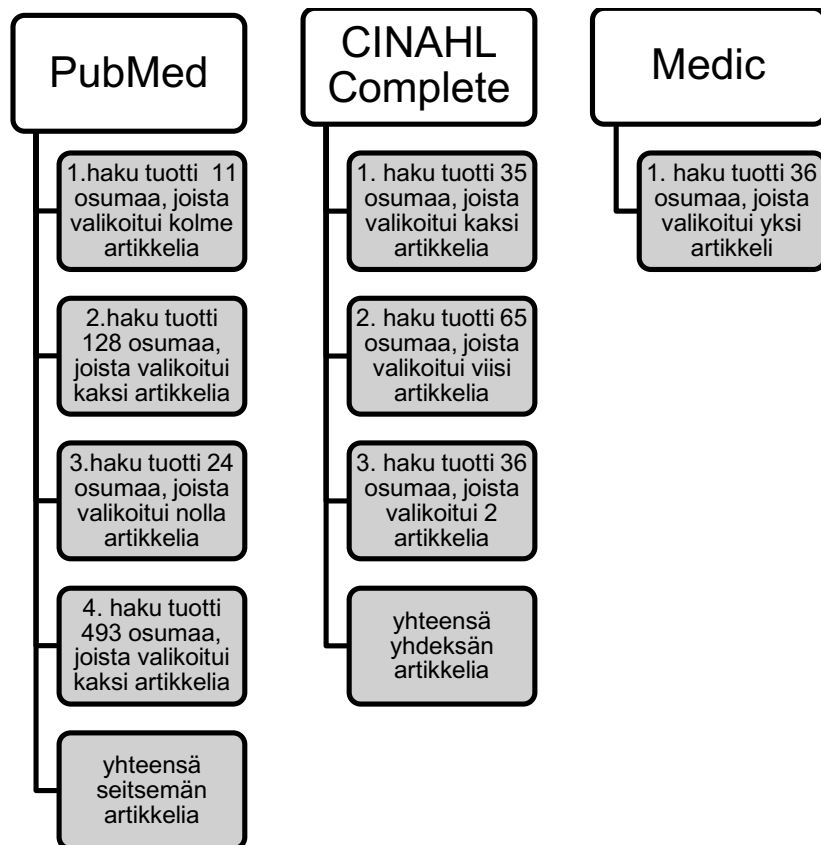 PubMed
1.haku tuotti 11
osumaa, joista
valikoitui kolme
artikkelia
2.haku tuotti
128 osumaa,
joista valikoitui
kaksi artikkelia
3.haku tuotti 24
osumaa, joista
valikoitui nolla
artikkelia
4. haku tuotti
493 osumaa,
joista valikoitui
kaksi artikkelia
yhteensä
seitsemän
artikkelia
CINAHL
Complete
1. haku tuotti 35
osumaa, joista
valikoitui kaksi
artikkelia
2. haku tuotti 65
osumaa, joista
valikoitui viisi
artikkelia
3. haku tuotti 36
osumaa, joista
valikoitui 2
artikkelia
yhteensä
yhdeksän
artikkelia
Medic
1. haku tuotti 36
osumaa, joista
valikoitui yksi
artikkeli